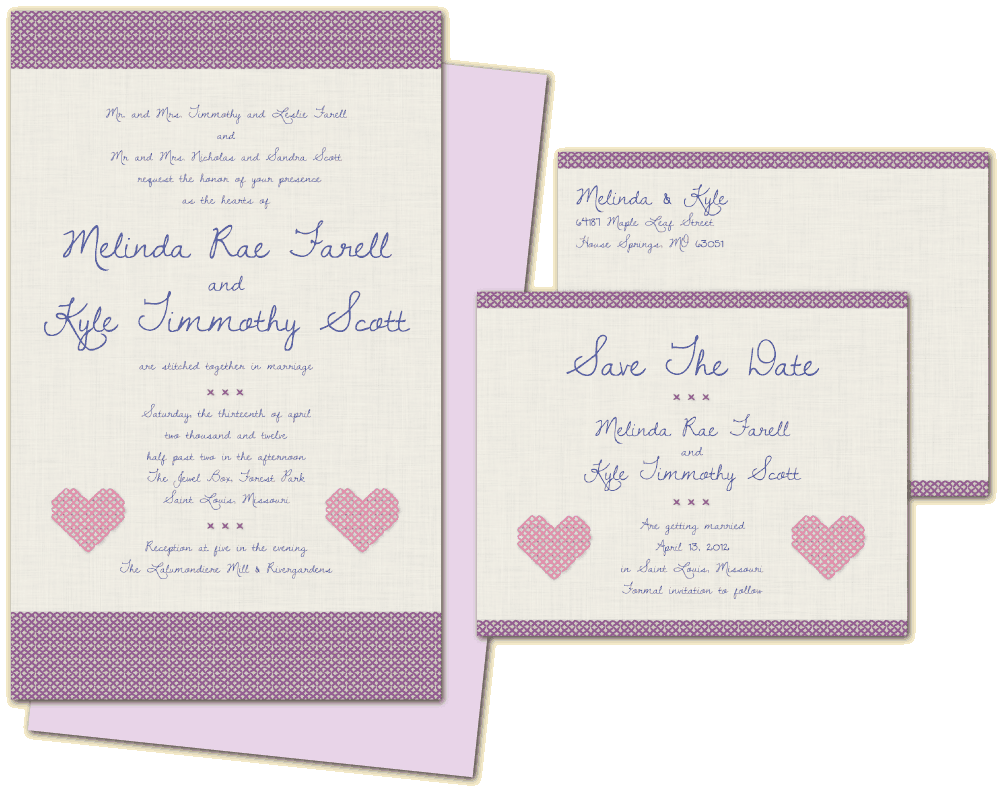 Mr. and Mrs. Timmothy and Leslie Farell
and
Mr and Mrs. Nicholas and Sandra Scott
request the honor of your presence
as the hearts of
Melinda Rae Farell
and
Kyle Timmothy Scott
are stitched together in marriage
x x x
Saturday, the thirteenth of april
two thousand and twelve
half past two in the afternoon
The Jewel Box, Forest Park
Saint Louis, Missouri
x x x
Reception at five in the evening
The Latumondiere Mill & Rivergardens
Melinda & Kyle
64187 Maple Leaf Street
House Springs, MO 63051
Save The Date
x x x
Melinda Rae Farell
and
Kyle Timmothy Scott
x x x
Are getting married
April 13, 2012
in Saint Louis, Missouri
Formal invitation to follow